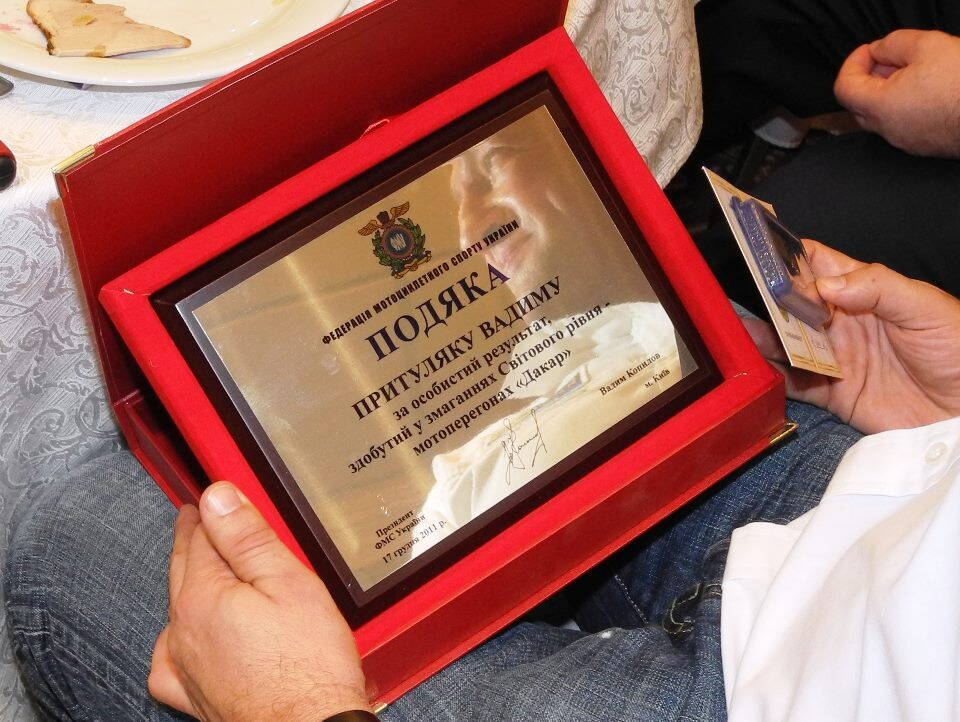 ФЕДЕРАЦІЯ МОТОЦИКЛЕТНОГО СПОРТУ УКРАЇНИ
ПОДЯКА
ПРИТУЛЯКУ ВАДИМУ
за особистий результат,
здобутий у змаганнях Світового рівня -
мотоперегонах «Дакар»
Президент
ФМС України
17 грудня 2011 р.
Вадим Копилов
м. Київ